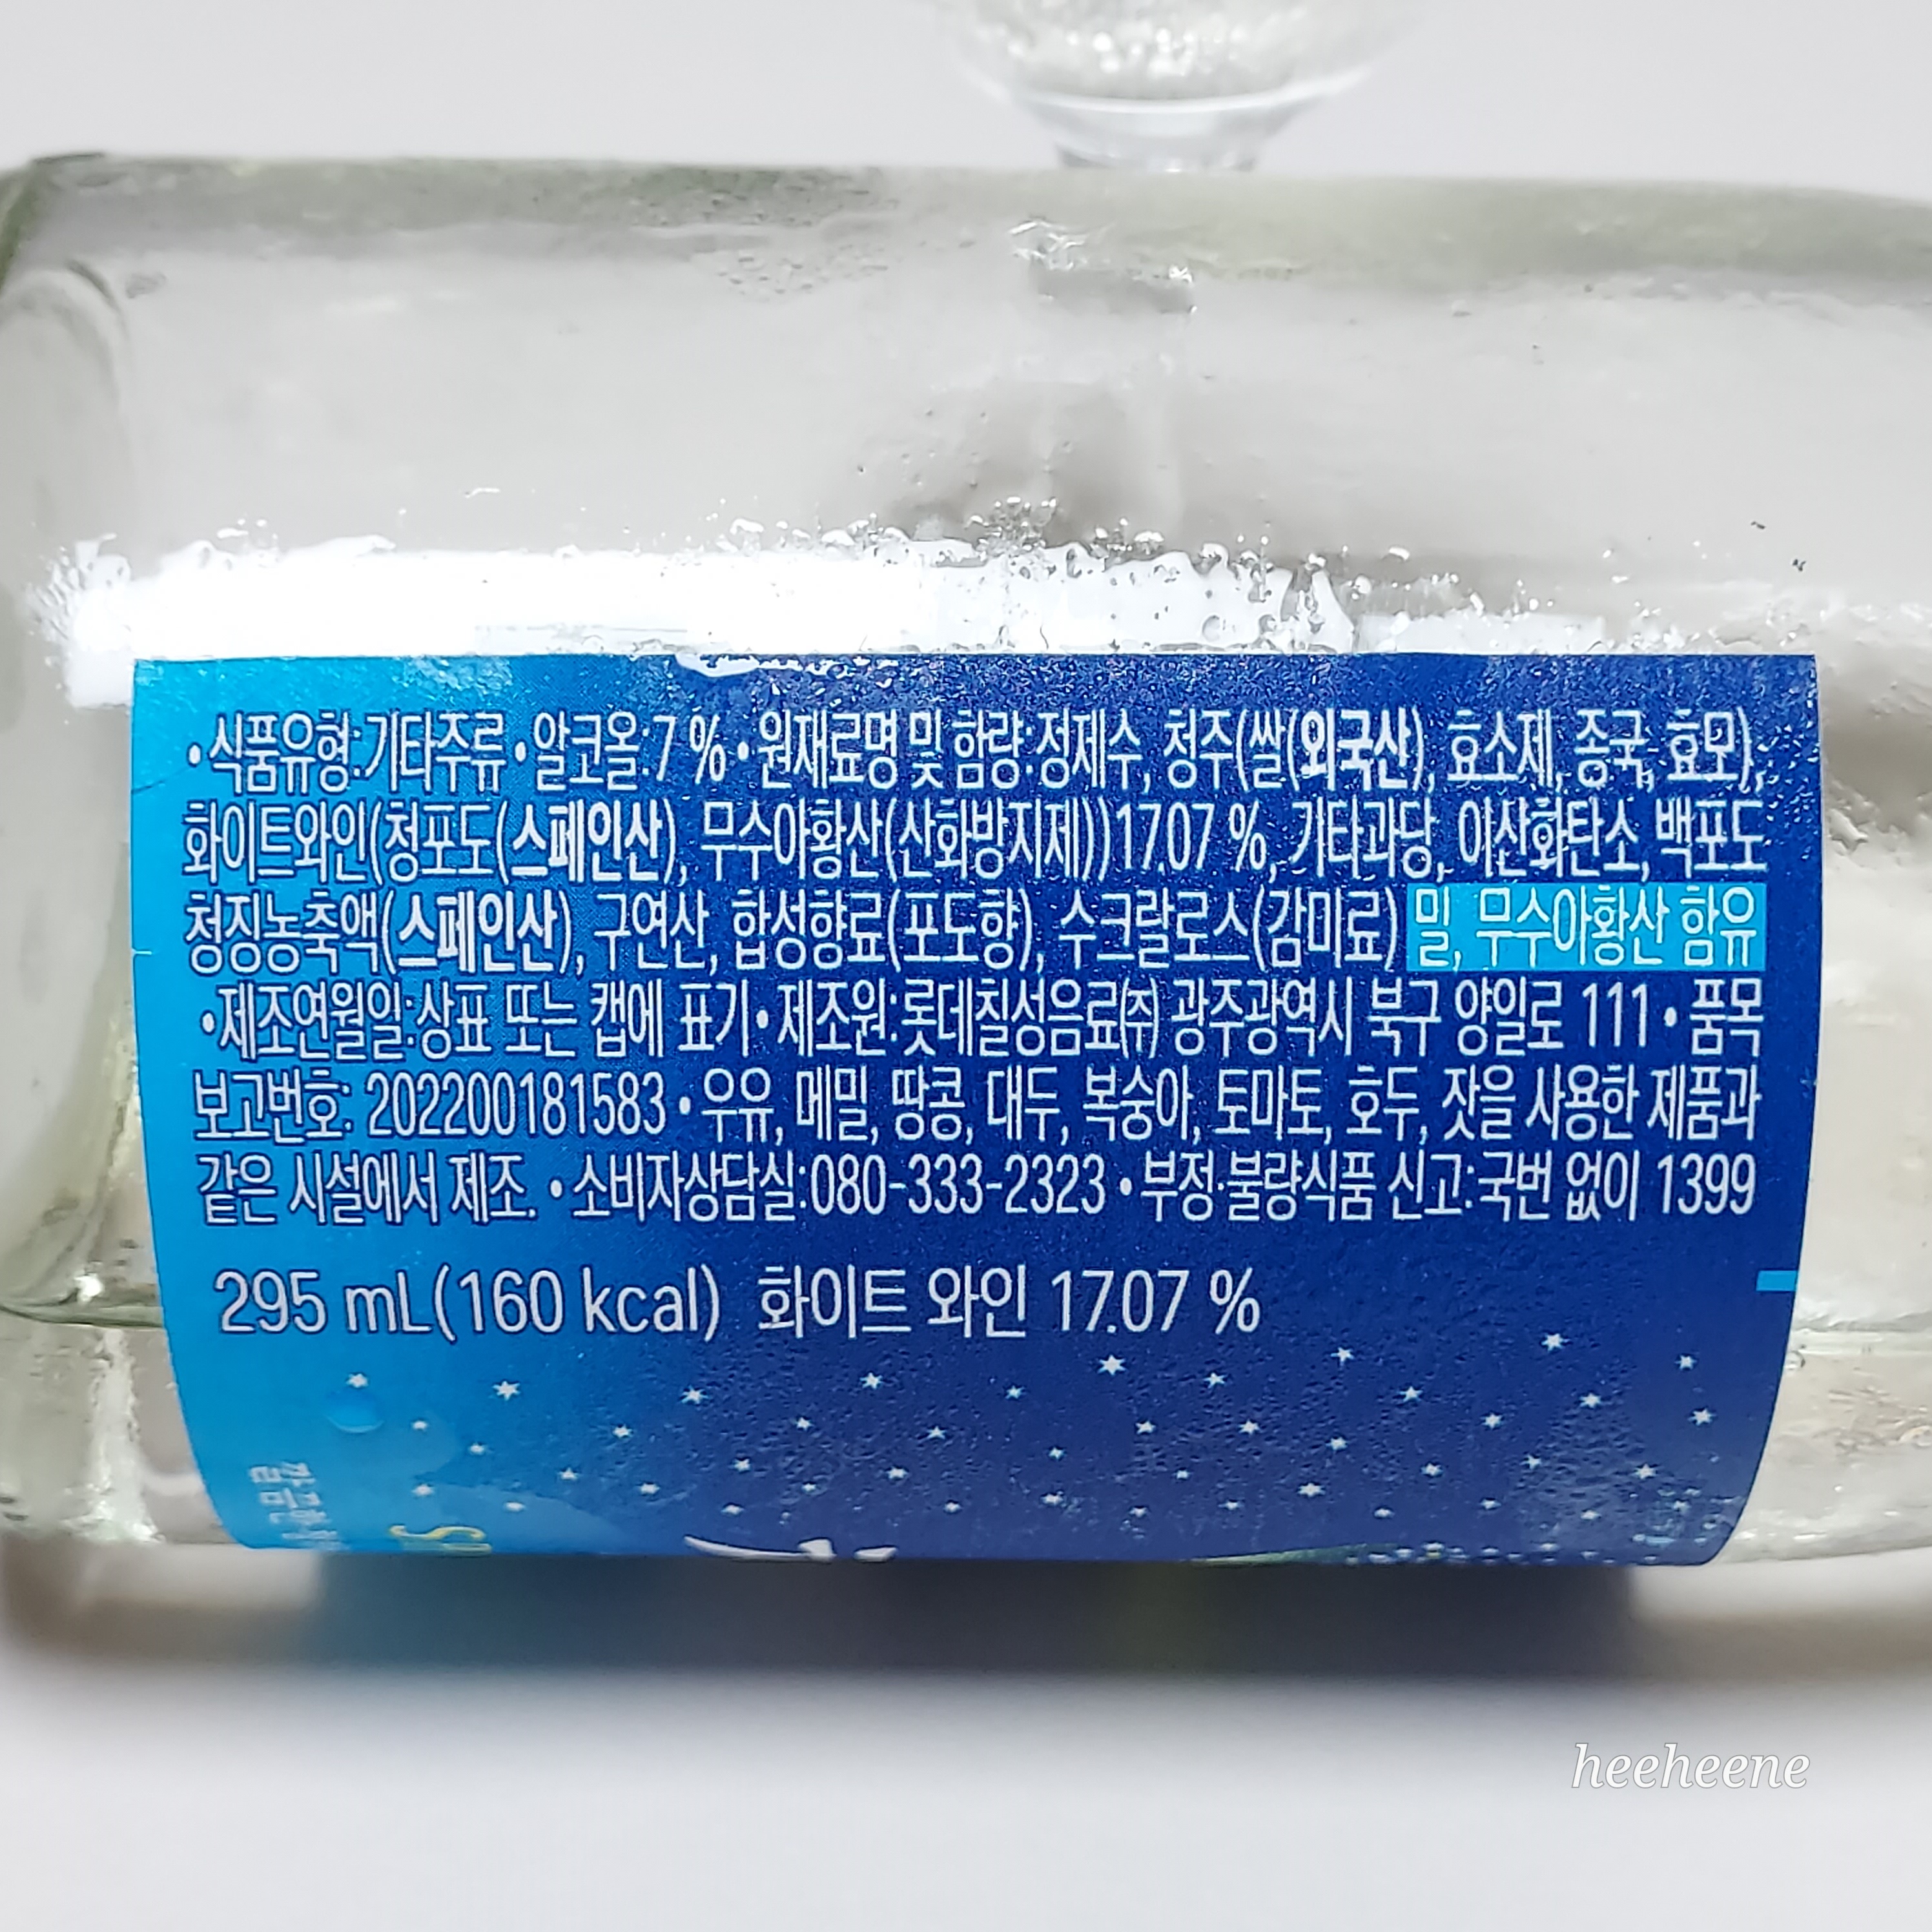 •식품유형:기타주류•알코올:7 %•원재료명 및 함량:정제수, 청주(쌀(외국산), 효소제, 종국, 효모),
화이트와인(청포도(스페인산), 무수아황산(산화방지제))17.07 %, 기타과당, 이산화탄소, 백포도
청징농축액(스페인산), 구연산, 합성향료(포도향), 수크랄로스(감미료) 밀, 무수아황산 함유
•제조연월일:상표 또는 캡에 표기•제조원:롯데칠성음료㈜ 광주광역시 북구 양일로 111•품목
보고번호: 202200181583•우유, 메밀, 땅콩, 대두, 복숭아, 토마토, 호두, 잣을 사용한 제품과
같은 시설에서 제조. •소비자상담실:080-333-2323•부정·불량식품 신고:국번 없이 1399
295 mL(160 kcal) 화이트 와인 17.07 %
heeheene